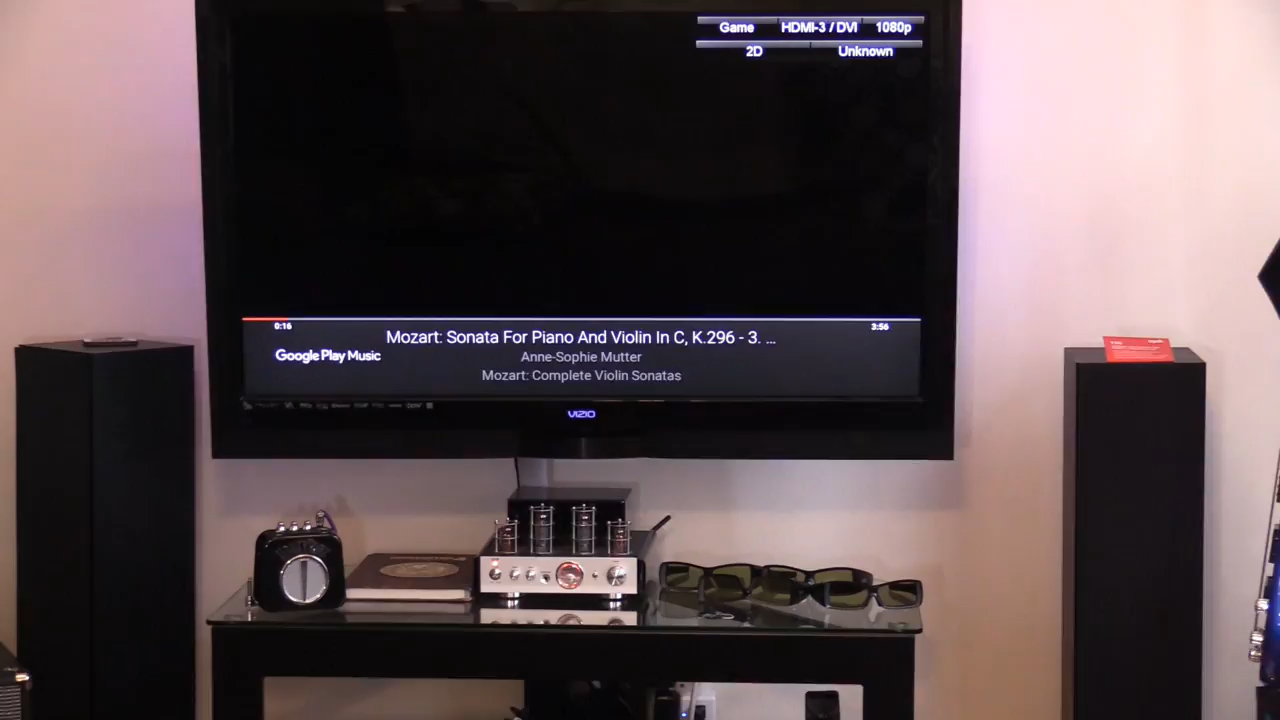 Game HDMI-3 / DVI 1080p
2D Unknown
0:16 3:56
Mozart: Sonata For Piano And Violin In C, K.296 - 3. ...
Google Play Music
Anne-Sophie Mutter
Mozart: Complete Violin Sonatas
VIZIO